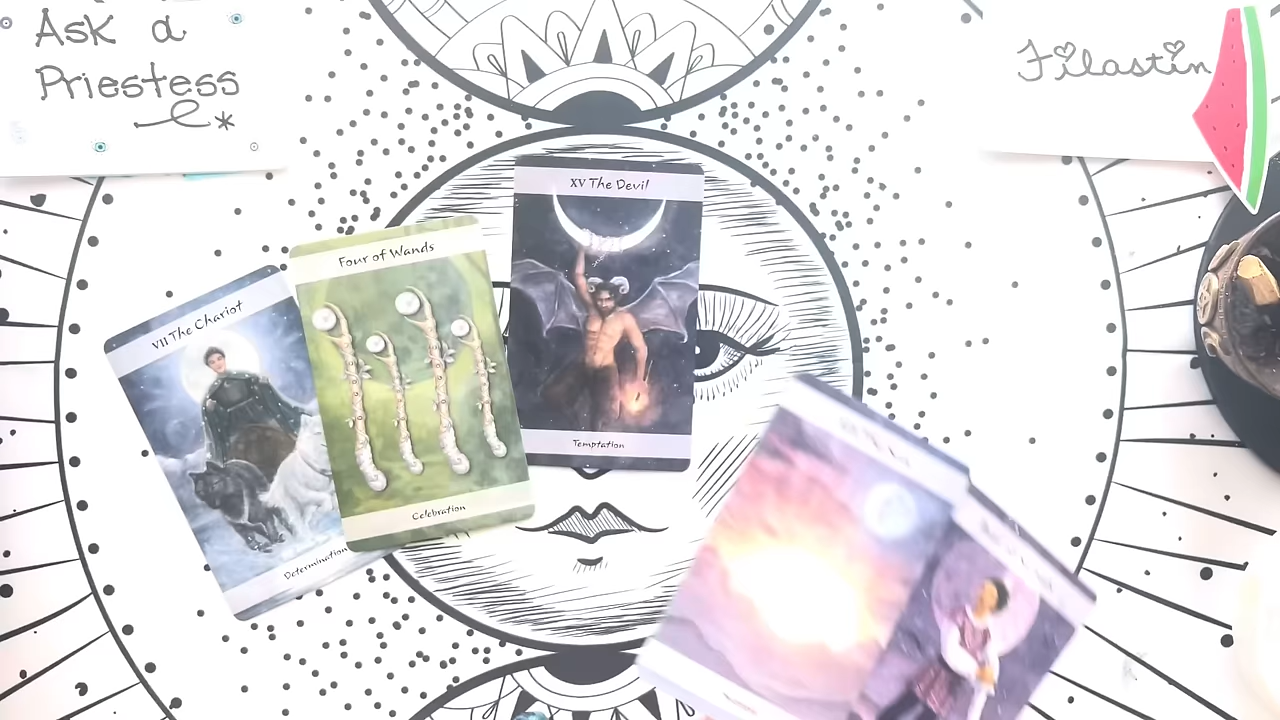 Ask a
Priestess
Filastin
XV The Devil
Four of Wands
VII The Chariot
Temptation
Celebration
Determination